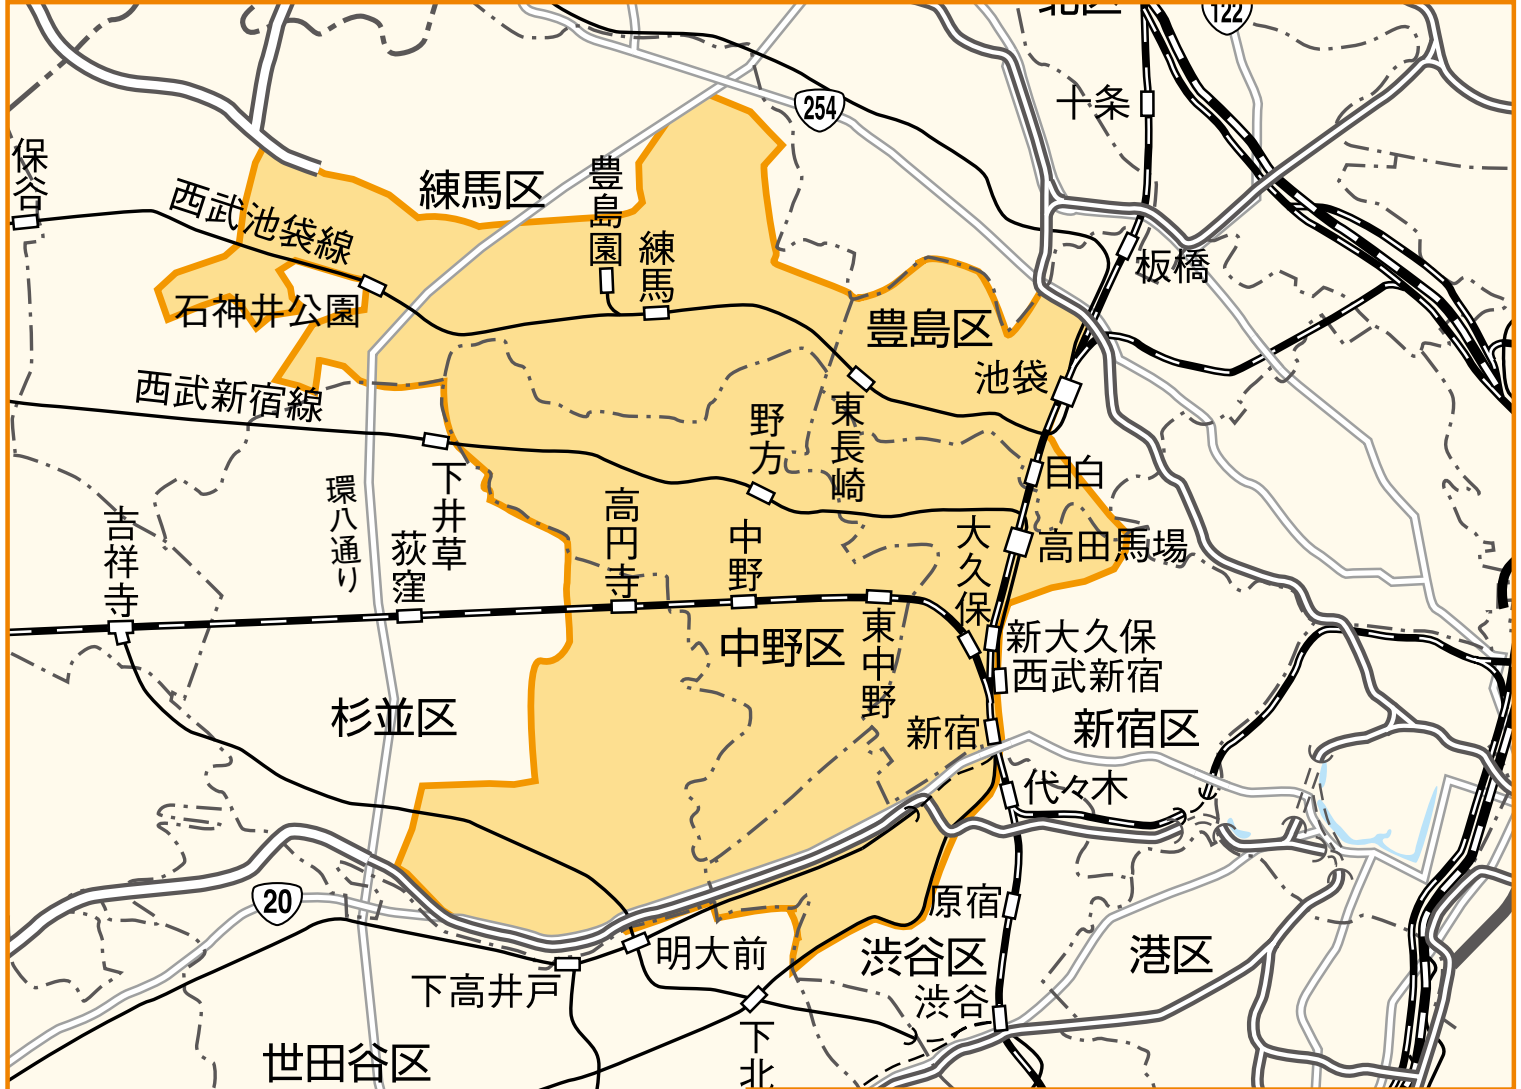 北区
122
254
十条
保谷
練馬区
豊島園
西武池袋線
練馬
板橋
石神井公園
豊島区
池袋
西武新宿線
東長崎
野方
目白
下井草
環八通り
高円寺
吉祥寺
荻窪
中野
大久保
高田馬場
中野区
東中野
新大久保
西武新宿
杉並区
新宿
新宿区
代々木
20
原宿
明大前
渋谷区
港区
下高井戸
渋谷
世田谷区
下北